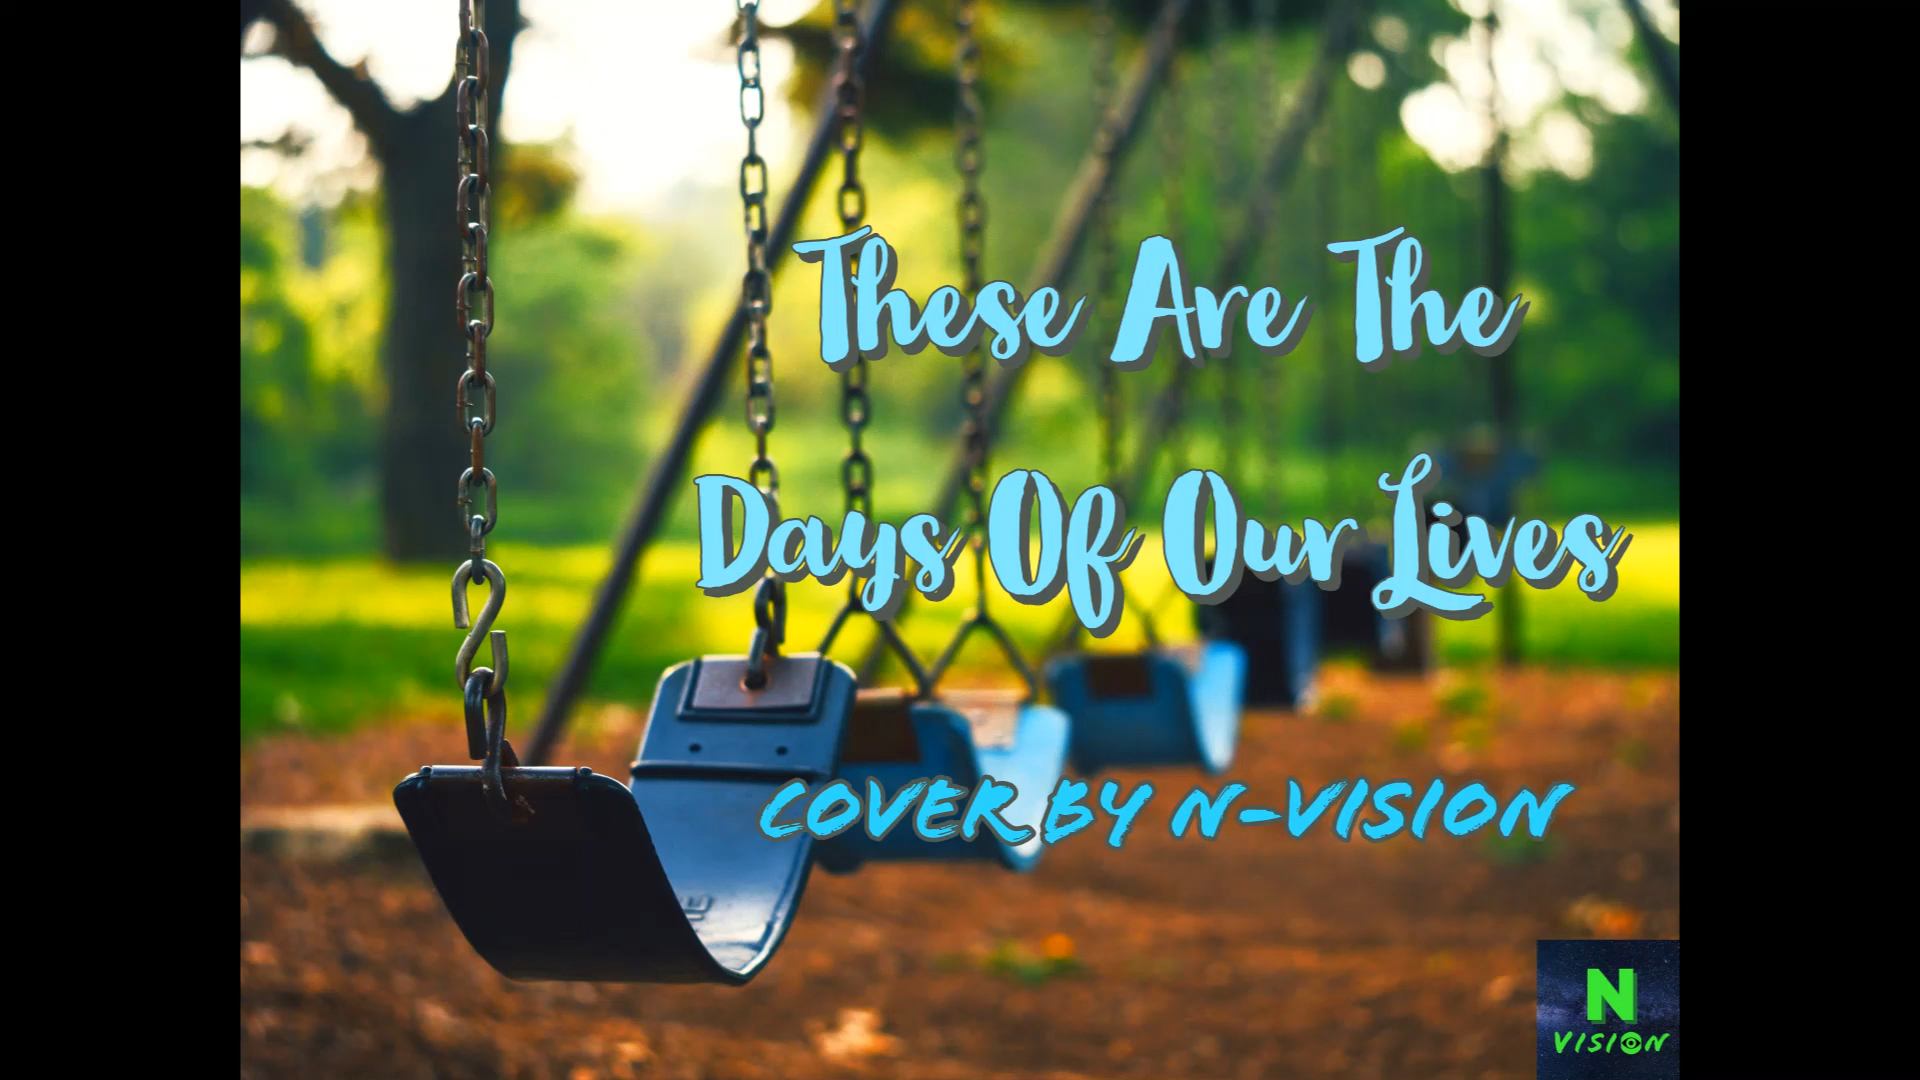 These Are The
Days Of Our Lives
COVER BY N-VISION
N
VISION